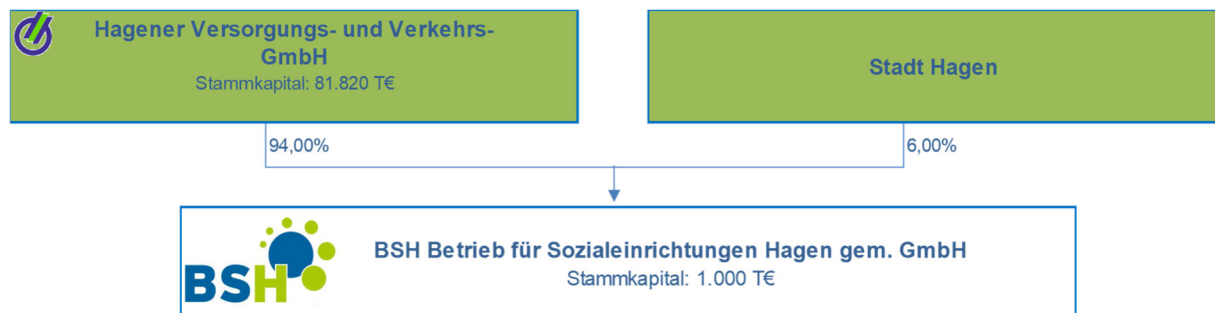 Hagener Versorgungs- und Verkehrs-
GmbH
Stammkapital: 81.820 T€
Stadt Hagen
94,00%
6,00%
BSH
BSH Betrieb für Sozialeinrichtungen Hagen gem. GmbH
Stammkapital: 1.000 T€